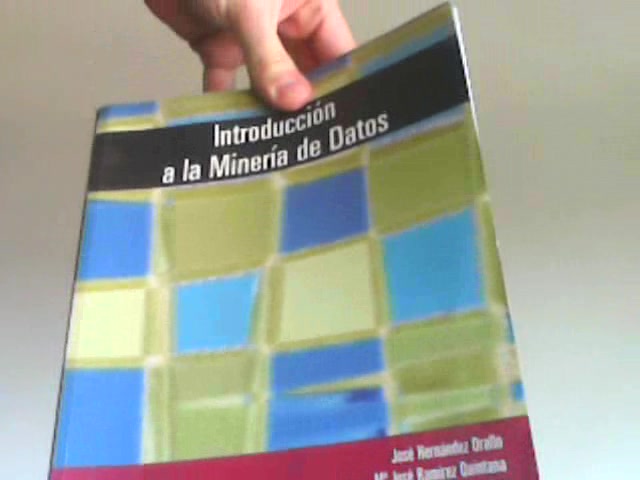 Introducción
a la Minería de Datos
José Hernández Orallo
Mª José Ramírez Quintana